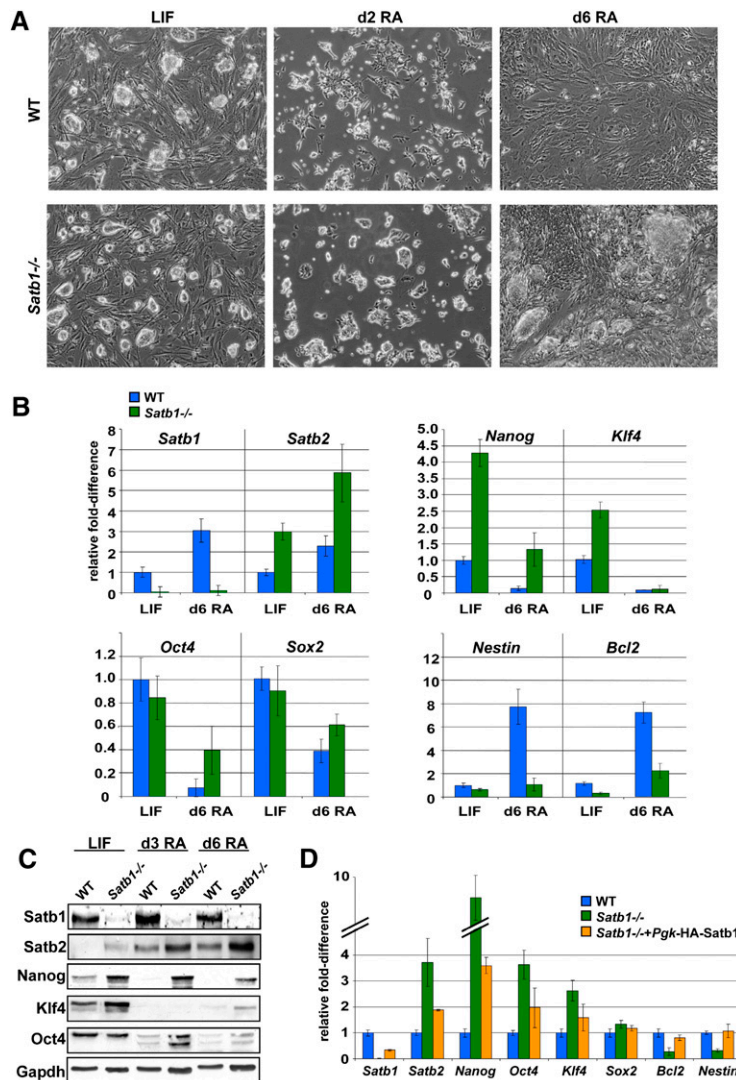 A
LIF d2 RA d6 RA
WT
Satb1-/-
B
WT
Satb1-/-
relative fold-difference
Satb1 Satb2
8
7
6
5
4
3
2
1
0
LIF d6 RA LIF d6 RA
Nanog Klf4
5.0
4.5
4.0
3.5
3.0
2.5
2.0
1.5
1.0
0.5
0
LIF d6 RA LIF d6 RA
Oct4 Sox2
1.2
1.0
0.8
0.6
0.4
0.2
0
LIF d6 RA LIF d6 RA
Nestin Bcl2
12
10
8
6
4
2
0
LIF d6 RA LIF d6 RA
C
LIF d3 RA d6 RA
WT Satb1-/- WT Satb1-/- WT Satb1-/-
Satb1
Satb2
Nanog
Klf4
Oct4
Gapdh
D
WT
Satb1-/-
Satb1-/-+Pgk-HA-Satb1
relative fold-difference
10
4
3
2
1
0
Satb1 Satb2 Nanog Oct4 Klf4 Sox2 Bcl2 Nestin